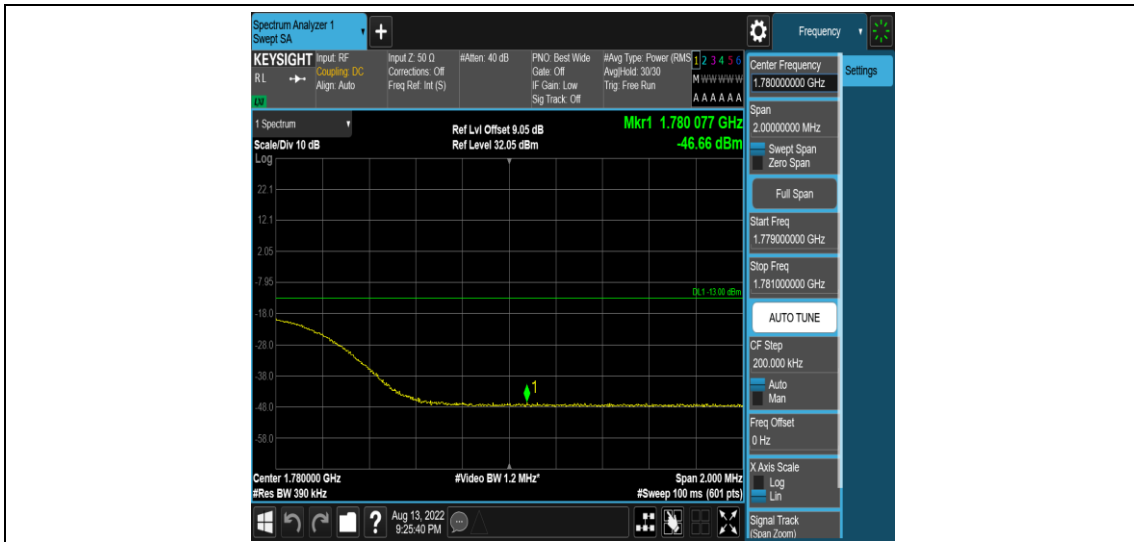 Spectrum Analyzer 1
Swept SA
+
Frequency
KEYSIGHT
RL
LXI
Input: RF
Coupling: DC
Align: Auto
Input Z: 50 Ω
Corrections: Off
Freq Ref: Int (S)
#Atten: 40 dB
PNO: Best Wide
Gate: Off
IF Gain: Low
Sig Track: Off
#Avg Type: Power (RMS
Avg|Hold: 30/30
Trig: Free Run
1 2 3 4 5 6
M W W W W W
A A A A A A
1 Spectrum
Scale/Div 10 dB
Ref Lvl Offset 9.05 dB
Ref Level 32.05 dBm
Mkr1 1.780 077 GHz
-46.66 dBm
Log
22.1
12.1
2.05
-7.95
DL1 -13.00 dBm
-18.0
-28.0
-38.0
1
-48.0
-58.0
Center 1.780000 GHz
#Res BW 390 kHz
#Video BW 1.2 MHz*
Span 2.000 MHz
#Sweep 100 ms (601 pts)
?
Aug 13, 2022
9:25:40 PM
Center Frequency
1.780000000 GHz
Settings
Span
2.00000000 MHz
Swept Span
Zero Span
Full Span
Start Freq
1.779000000 GHz
Stop Freq
1.781000000 GHz
AUTO TUNE
CF Step
200.000 kHz
Auto
Man
Freq Offset
0 Hz
X Axis Scale
Log
Lin
Signal Track
(Span Zoom)